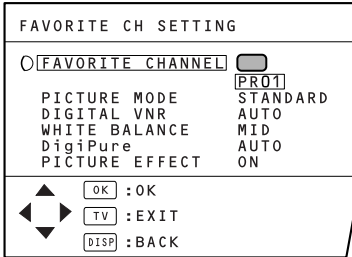 FAVORITE CH SETTING
FAVORITE CHANNEL
PR01
PICTURE MODE STANDARD
DIGITAL VNR AUTO
WHITE BALANCE MID
DigiPure AUTO
PICTURE EFFECT ON
OK :OK
TV :EXIT
DISP :BACK